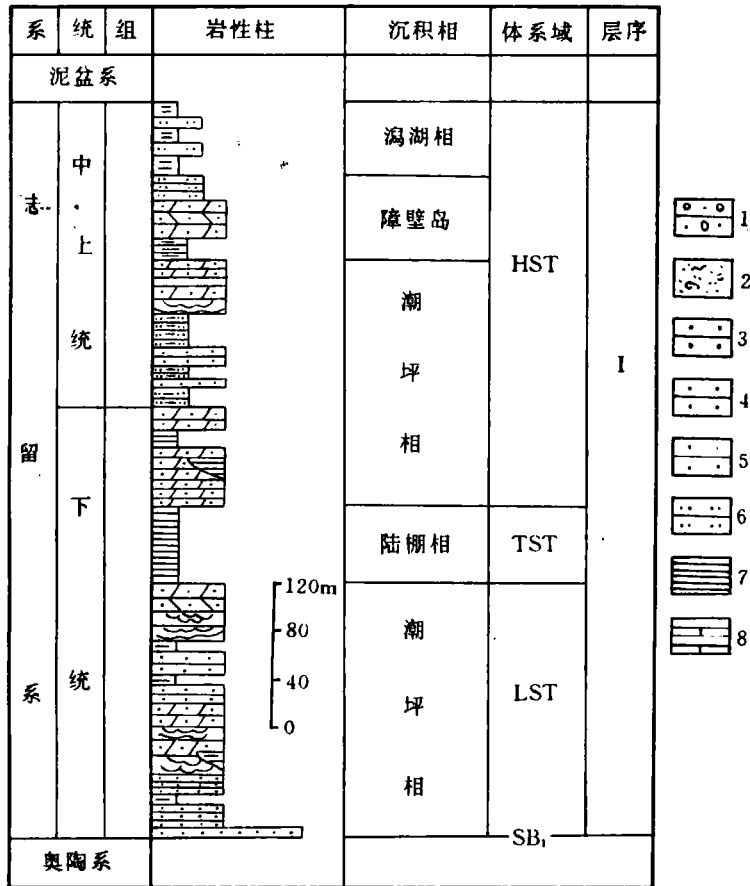 系 统 组 岩性柱 沉积相 体系域 层序
泥盆系
志留系
中·上统
下统
泻湖相
障壁岛
潮坪相
陆棚相
潮坪相
HST
TST
LST
I
SB₁
120m
80
40
0
奥陶系
1
2
3
4
5
6
7
8